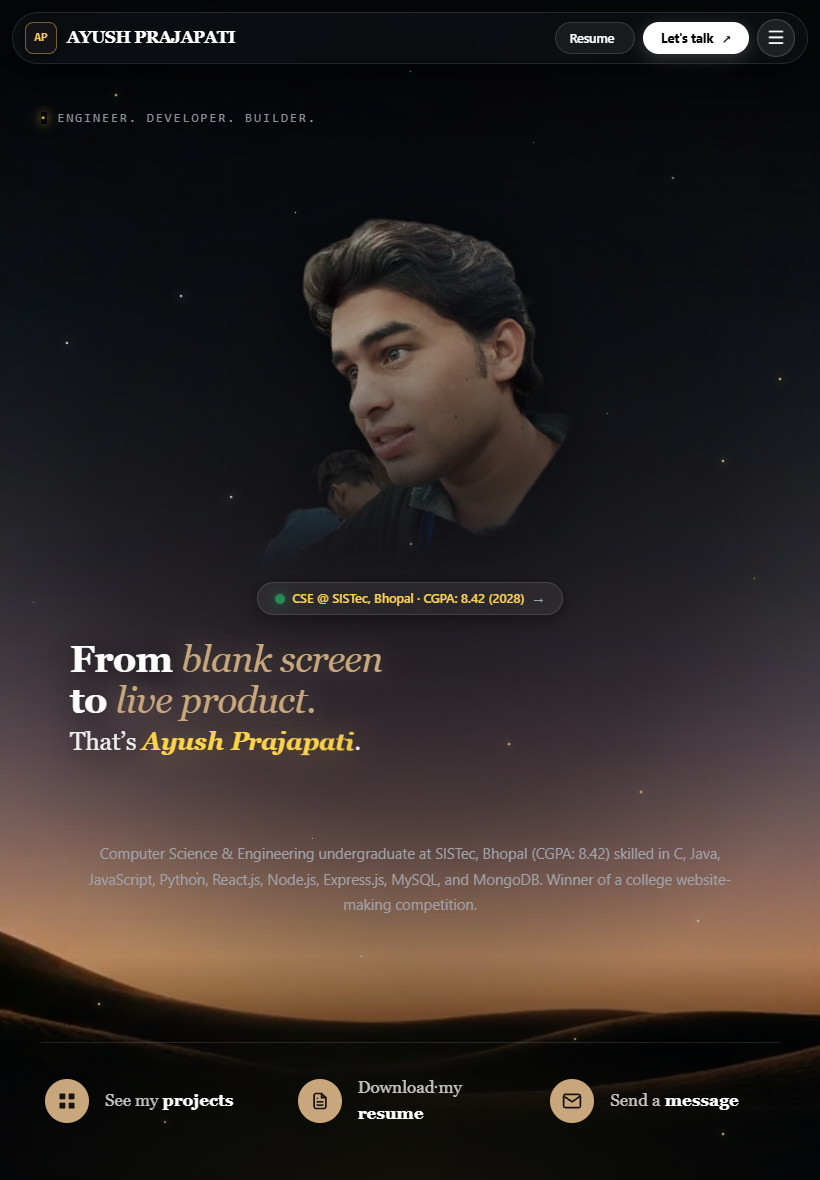 AP AYUSH PRAJAPATI Resume Let's talk ↗
ENGINEER. DEVELOPER. BUILDER.
CSE @ SISTec, Bhopal · CGPA: 8.42 (2028) →
From blank screen
to live product.
That’s Ayush Prajapati.
Computer Science & Engineering undergraduate at SISTec, Bhopal (CGPA: 8.42) skilled in C, Java,
JavaScript, Python, React.js, Node.js, Express.js, MySQL, and MongoDB. Winner of a college website-
making competition.
See my projects
Download my
resume
Send a message